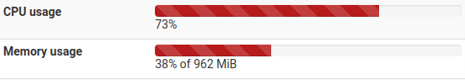 CPU usage
73%
Memory usage
38% of 962 MiB